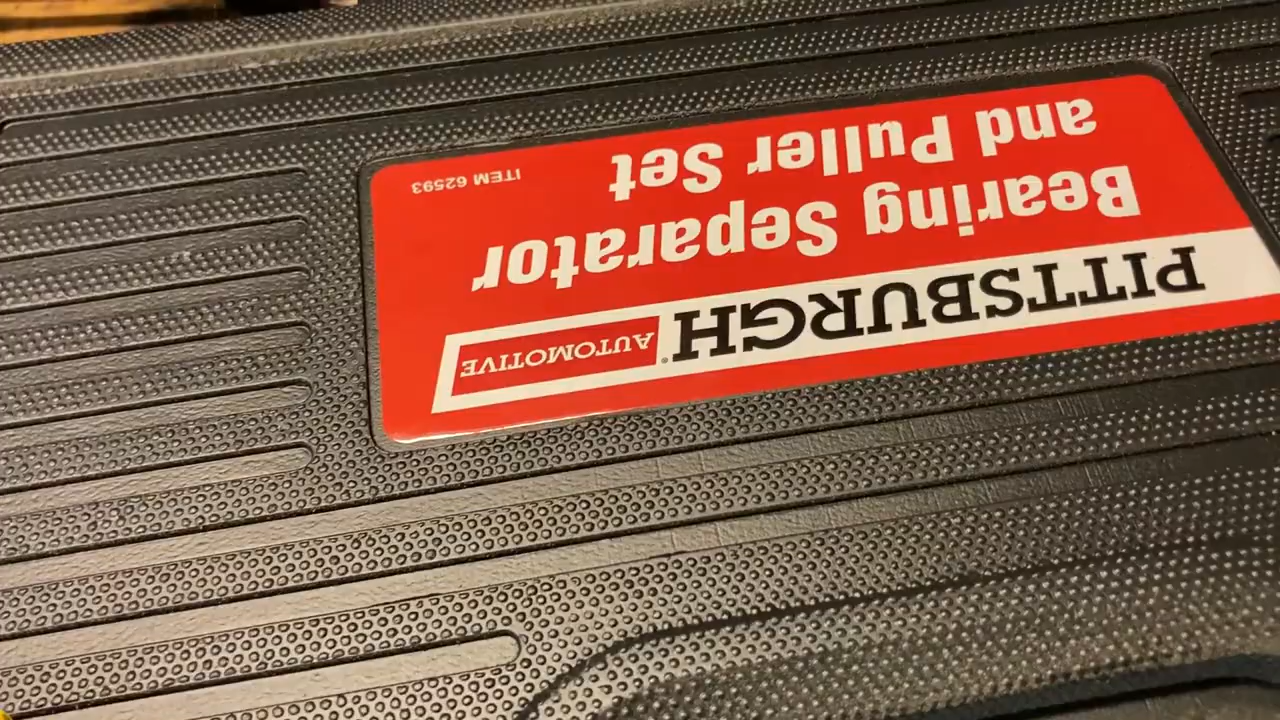 PITTSBURGH®
AUTOMOTIVE
Bearing Separator
and Puller Set
ITEM 62593